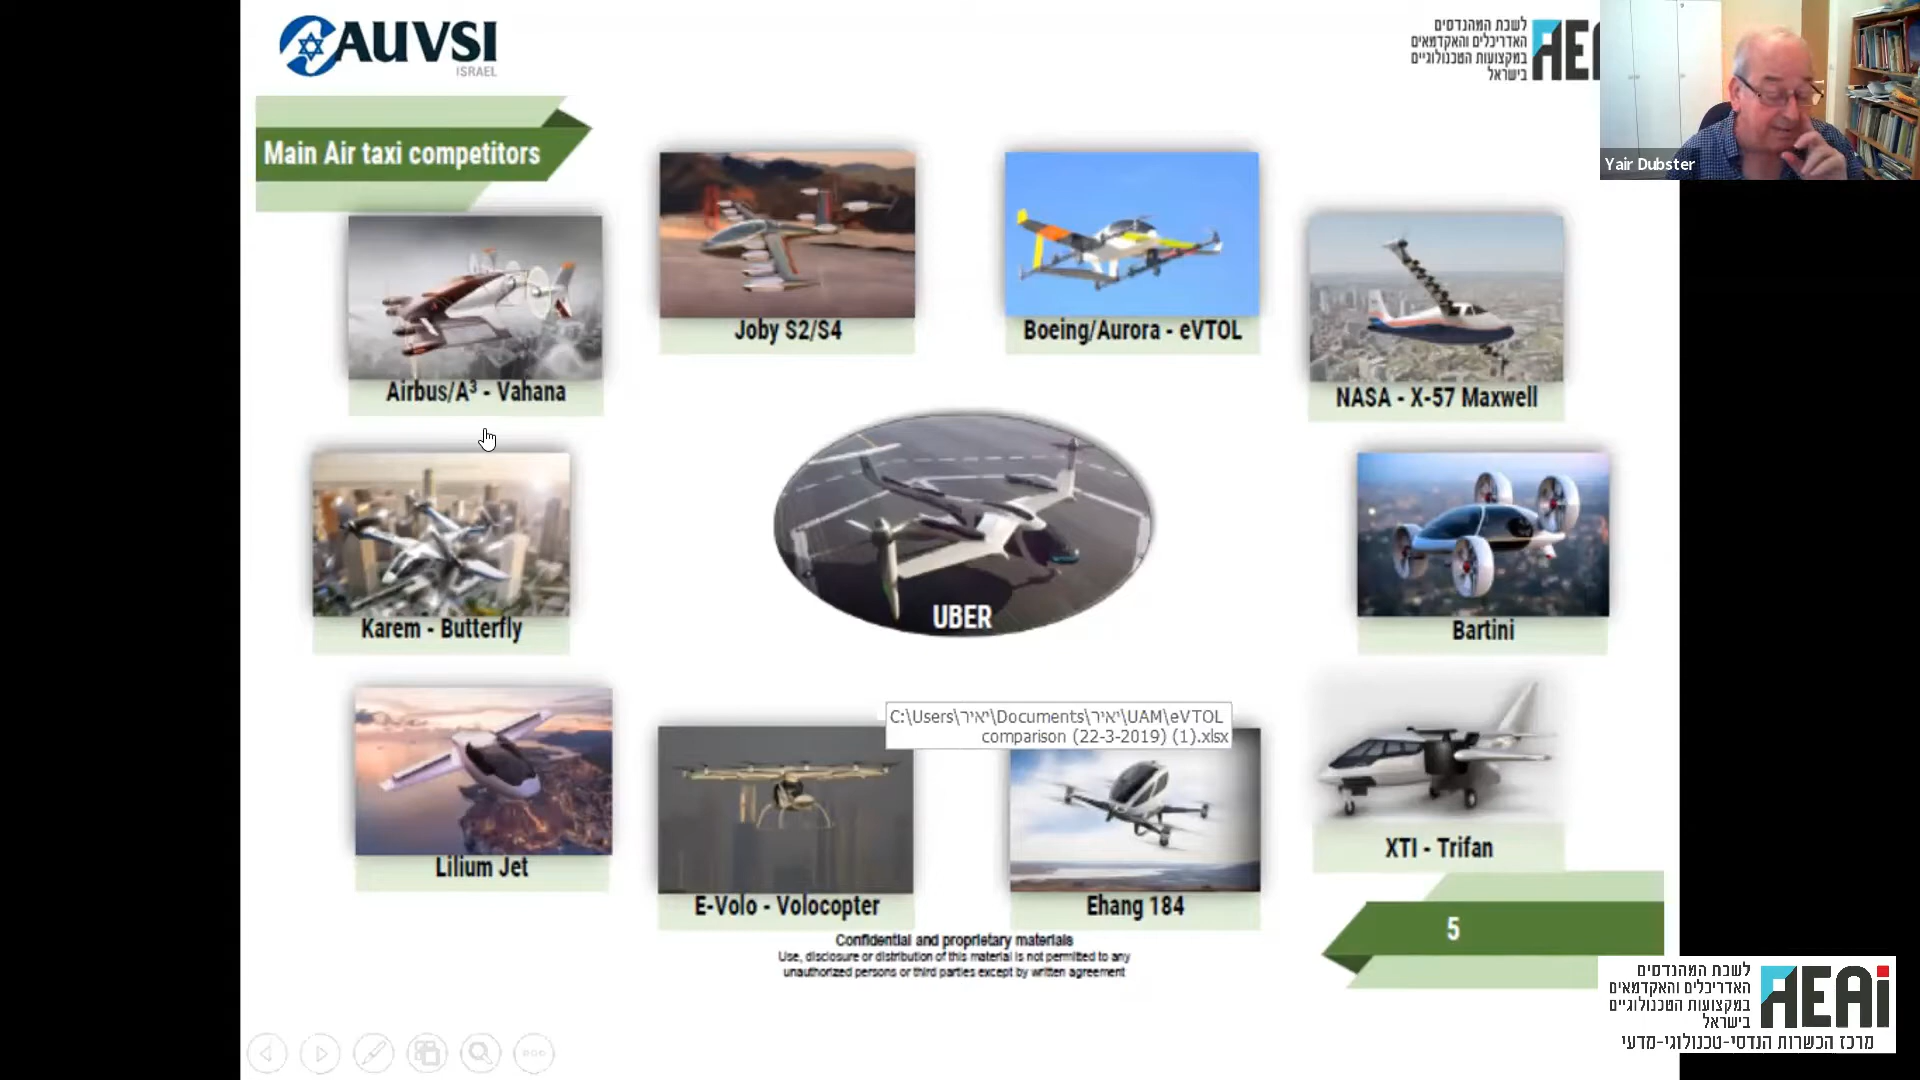 AUVSI
ISRAEL
לשכת המהנדסים
האדריכלים והאקדמאים
במקצועות הטכנולוגיים
בישראל
AEA
Yair Dubster
Main Air taxi competitors
Joby S2/S4
Boeing/Aurora - eVTOL
Airbus/A³ - Vahana
NASA - X-57 Maxwell
UBER
Karem - Butterfly
Bartini
C:\Users\יאיר\Documents\יאיר\UAM\eVTOL
comparison (22-3-2019) (1).xlsx
XTI - Trifan
Lilium Jet
E-Volo - Volocopter
Ehang 184
5
Confidential and proprietary materials
Use, disclosure or distribution of this material is not permitted to any
unauthorized persons or third parties except by written agreement
לשכת המהנדסים
האדריכלים והאקדמאים
במקצועות הטכנולוגיים
בישראל
AEAi
מרכז הכשרות הנדסי-טכנולוגי-מדעי